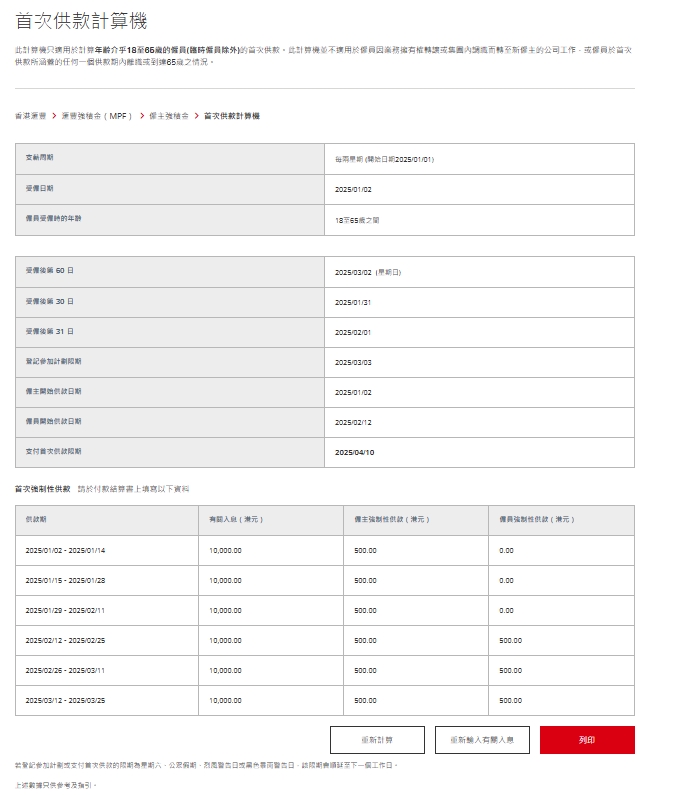 首次供款計算機
此計算機只適用於計算年齡介乎18至65歲的僱員(臨時僱員除外)的首次供款。此計算機並不適用於僱員因業務擁有權轉讓或集團內調職而轉至新僱主的公司工作，或僱員於首
次供款所涵蓋的任何一個供款期內離職或到達65歲之情況。
香港滙豐 > 滙豐強積金 ( MPF ) > 僱主強積金 > 首次供款計算機
支薪周期 每兩星期 (開始日期2025/01/01)
受僱日期 2025/01/02
僱員受僱時的年齡 18至65歲之間
受僱後第 60 日 2025/03/02 (星期日)
受僱後第 30 日 2025/01/31
受僱後第 31 日 2025/02/01
登記參加計劃限期 2025/03/03
僱主開始供款日期 2025/01/02
僱員開始供款日期 2025/02/12
支付首次供款限期 2025/04/10
首次強制性供款 請於付款結算書上填寫以下資料
供款期 有關入息 ( 港元 ) 僱主強制性供款 ( 港元 ) 僱員強制性供款 ( 港元 )
2025/01/02 - 2025/01/14 10,000.00 500.00 0.00
2025/01/15 - 2025/01/28 10,000.00 500.00 0.00
2025/01/29 - 2025/02/11 10,000.00 500.00 0.00
2025/02/12 - 2025/02/25 10,000.00 500.00 500.00
2025/02/26 - 2025/03/11 10,000.00 500.00 500.00
2025/03/12 - 2025/03/25 10,000.00 500.00 500.00
重新計算 重新輸入有關入息 列印
若登記參加計劃或支付首次供款的限期為星期六、公眾假期、烈風警告日或黑色暴雨警告日，該限期會順延至下一個工作日。
上述數據只供參考及指引。